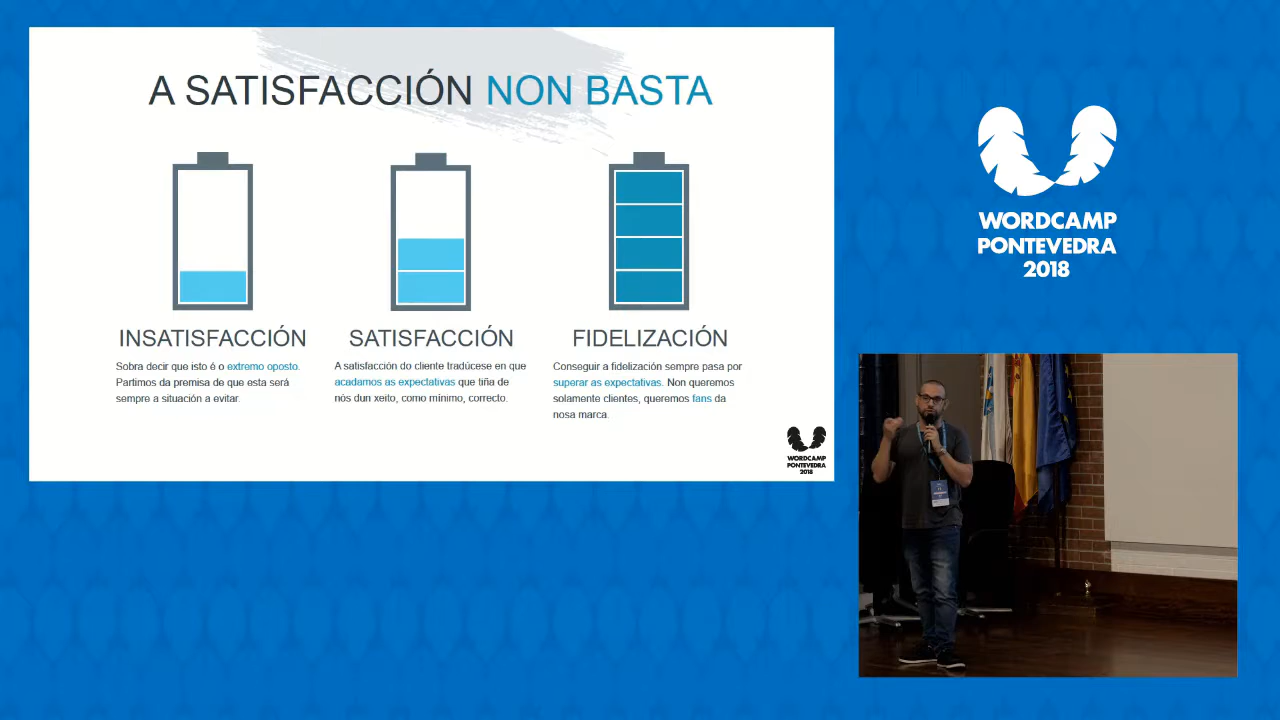 A SATISFACCIÓN NON BASTA
INSATISFACCIÓN
Sobra decir que isto é o extremo oposto.
Partimos da premisa de que esta será
sempre a situación a evitar.
SATISFACCIÓN
A satisfacción do cliente tradúcese en que
acadamos as expectativas que tiña de
nós dun xeito, como mínimo, correcto.
FIDELIZACIÓN
Conseguir a fidelización sempre pasa por
superar as expectativas. Non queremos
solamente clientes, queremos fans da
nosa marca.
WORDCAMP
PONTEVEDRA
2018
WORDCAMP
PONTEVEDRA
2018